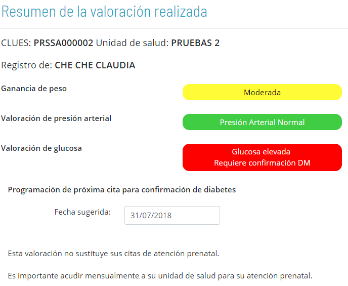 Resumen de la valoración realizada
CLUES: PRSSA000002 Unidad de salud: PRUEBAS 2
Registro de: CHE CHE CLAUDIA
Ganancia de peso
Moderada
Valoración de presión arterial
Presión Arterial Normal
Valoración de glucosa
Glucosa elevada
Requiere confirmación DM
Programación de próxima cita para confirmación de diabetes
Fecha sugerida:
31/07/2018
Esta valoración no sustituye sus citas de atención prenatal.
Es importante acudir mensualmente a su unidad de salud para su atención prenatal.